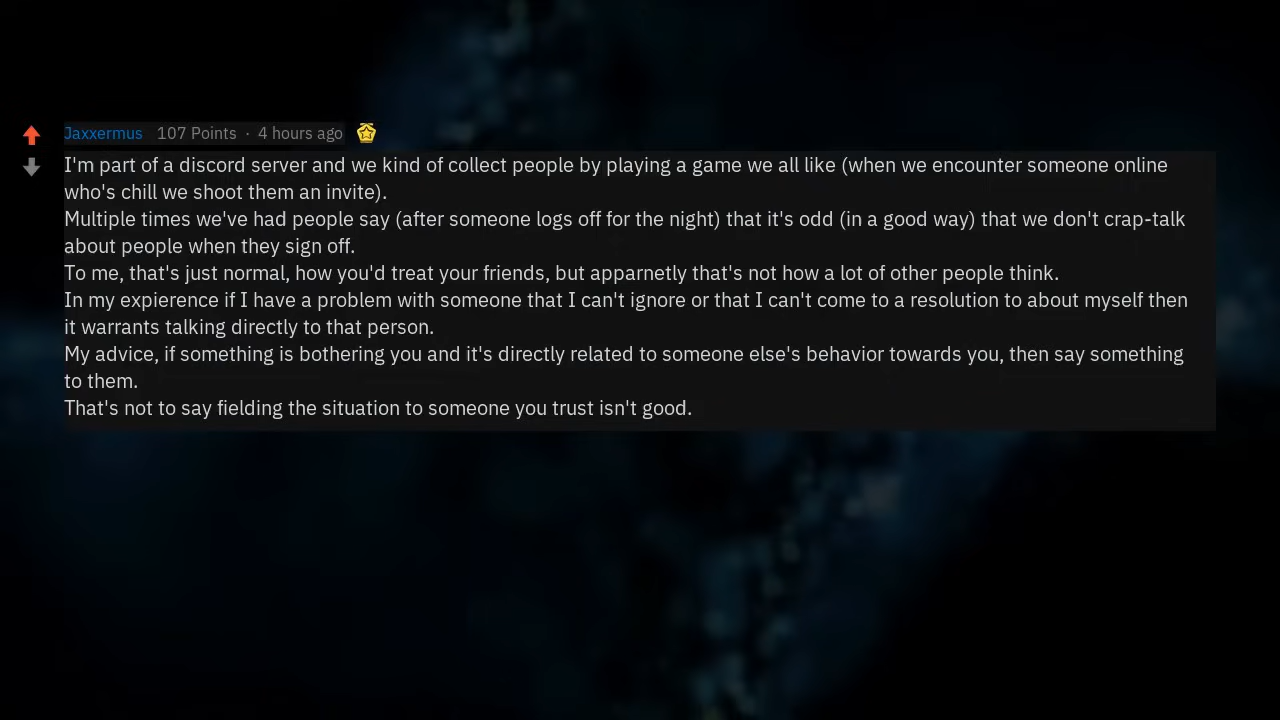 Jaxxermus 107 Points · 4 hours ago
I'm part of a discord server and we kind of collect people by playing a game we all like (when we encounter someone online
who's chill we shoot them an invite).
Multiple times we've had people say (after someone logs off for the night) that it's odd (in a good way) that we don't crap-talk
about people when they sign off.
To me, that's just normal, how you'd treat your friends, but apparnetly that's not how a lot of other people think.
In my expierence if I have a problem with someone that I can't ignore or that I can't come to a resolution to about myself then
it warrants talking directly to that person.
My advice, if something is bothering you and it's directly related to someone else's behavior towards you, then say something
to them.
That's not to say fielding the situation to someone you trust isn't good.